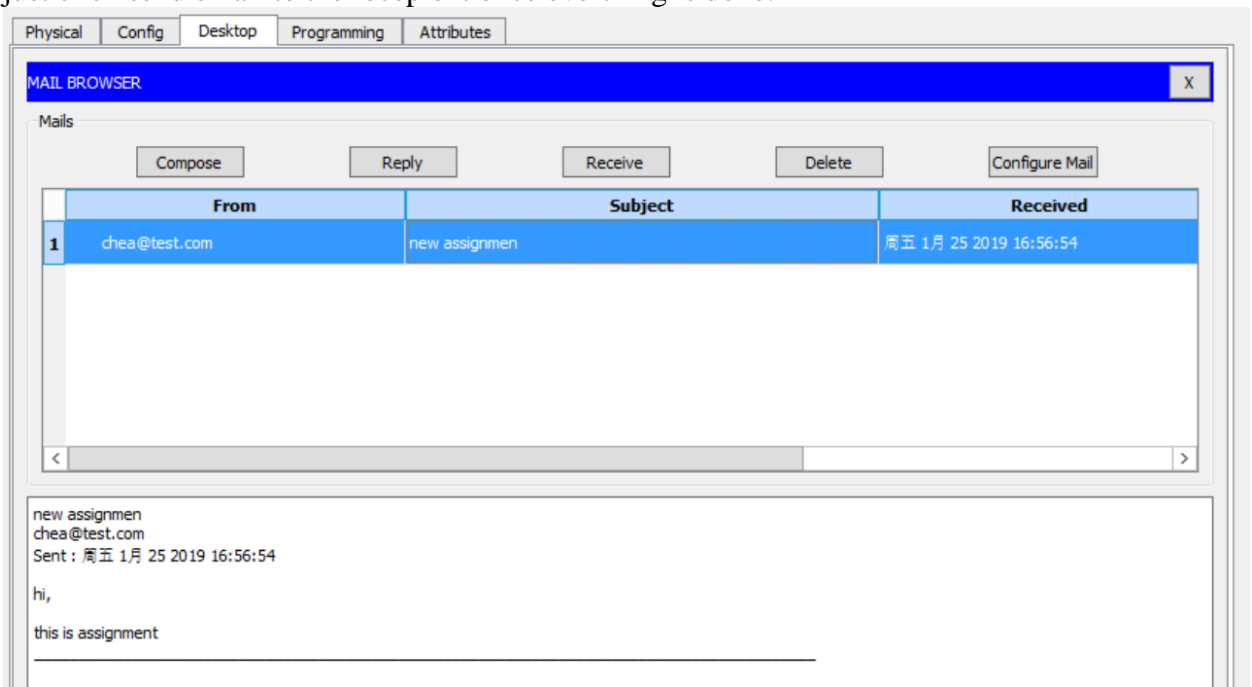 Physical Config Desktop Programming Attributes
MAIL BROWSER X
Mails
Compose Reply Receive Delete Configure Mail
From Subject Received
1 chea@test.com new assignmen 周五 1月 25 2019 16:56:54
< >
new assignmen
chea@test.com
Sent : 周五 1月 25 2019 16:56:54
hi,
this is assignment